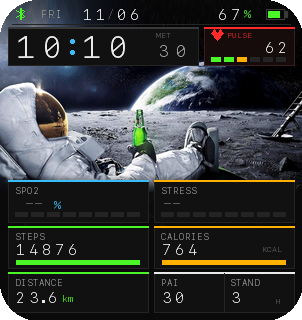 FRI 11/06 67%
10:10 MET 30
PULSE 62
SPO2 -- %
STRESS --
STEPS 14876
CALORIES 764 KCAL
DISTANCE 23.6 km
PAI 30
STAND 3 H